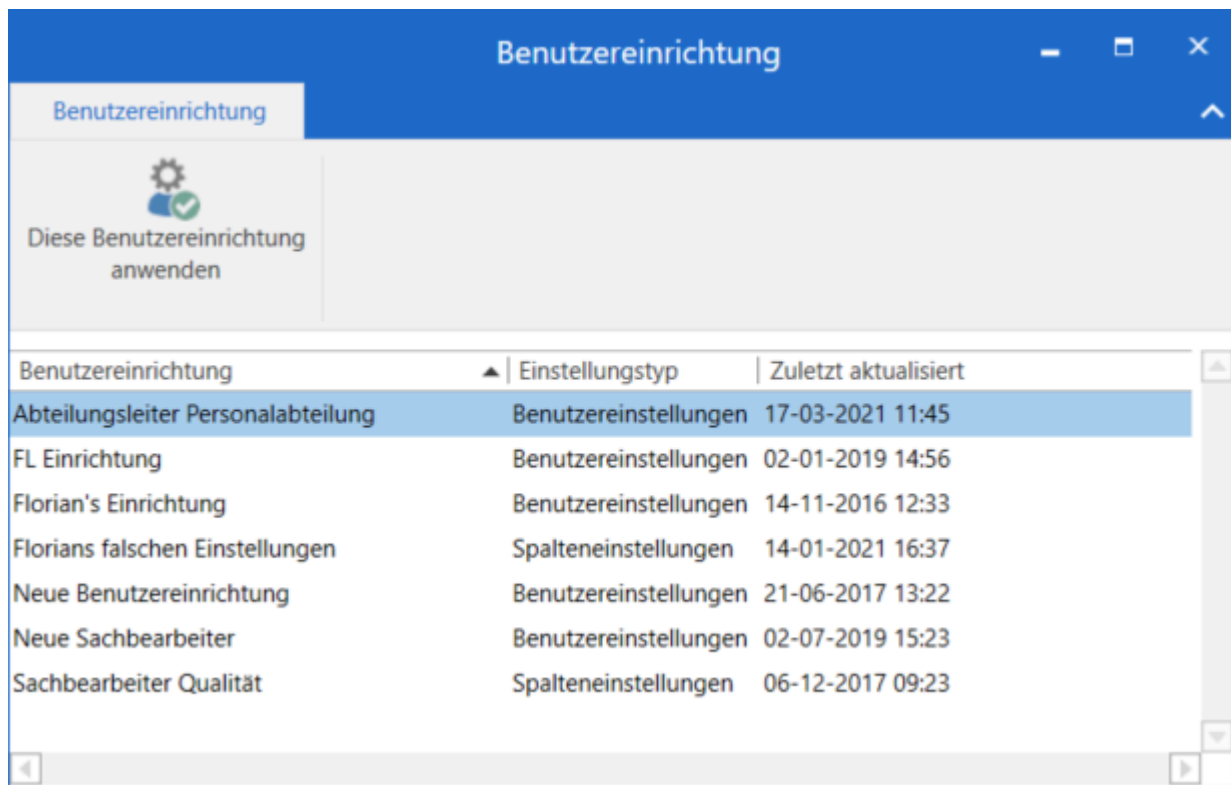 Benutzereinrichtung
Benutzereinrichtung
Diese Benutzereinrichtung
anwenden
Benutzereinrichtung Einstellungstyp Zuletzt aktualisiert
Abteilungsleiter Personalabteilung Benutzereinstellungen 17-03-2021 11:45
FL Einrichtung Benutzereinstellungen 02-01-2019 14:56
Florian's Einrichtung Benutzereinstellungen 14-11-2016 12:33
Florians falschen Einstellungen Spalteneinstellungen 14-01-2021 16:37
Neue Benutzereinrichtung Benutzereinstellungen 21-06-2017 13:22
Neue Sachbearbeiter Benutzereinstellungen 02-07-2019 15:23
Sachbearbeiter Qualität Spalteneinstellungen 06-12-2017 09:23